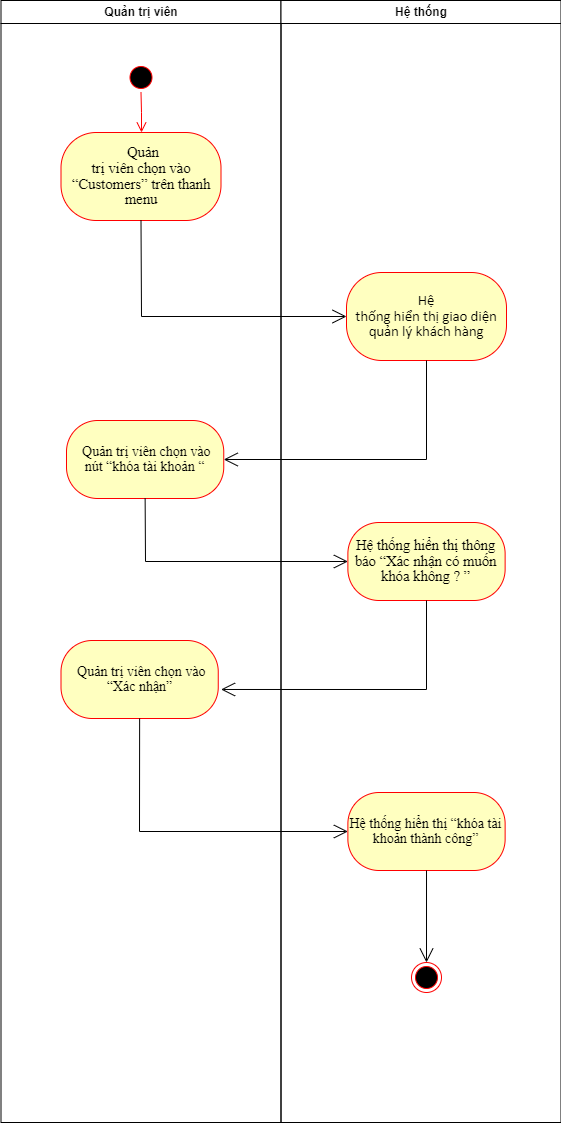 Quản trị viên
Hệ thống
Quản
trị viên chọn vào
“Customers” trên thanh
menu
Hệ
thống hiển thị giao diện
quản lý khách hàng
Quản trị viên chọn vào
nút “khóa tài khoản “
Hệ thống hiển thị thông
báo “Xác nhận có muốn
khóa không ? ”
Quản trị viên chọn vào
“Xác nhận”
Hệ thống hiển thị “khóa tài
khoản thành công”